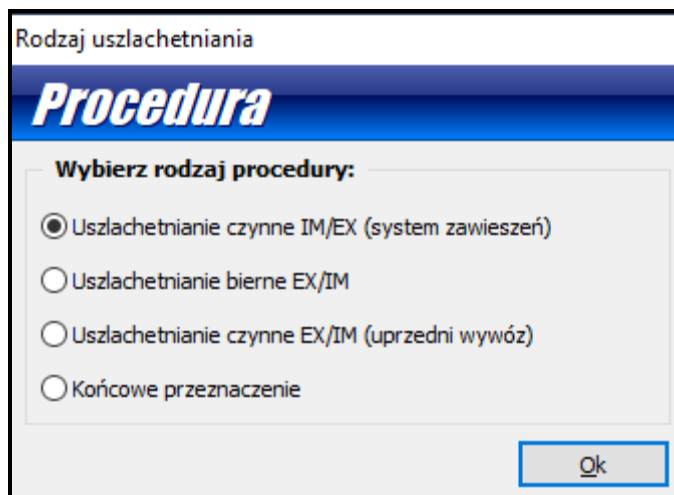 Rodzaj uszlachetniania
Procedura
Wybierz rodzaj procedury:
Uszlachetnianie czynne IM/EX (system zawieszeń)
Uszlachetnianie bierne EX/IM
Uszlachetnianie czynne EX/IM (uprzedni wywóz)
Końcowe przeznaczenie
Ok